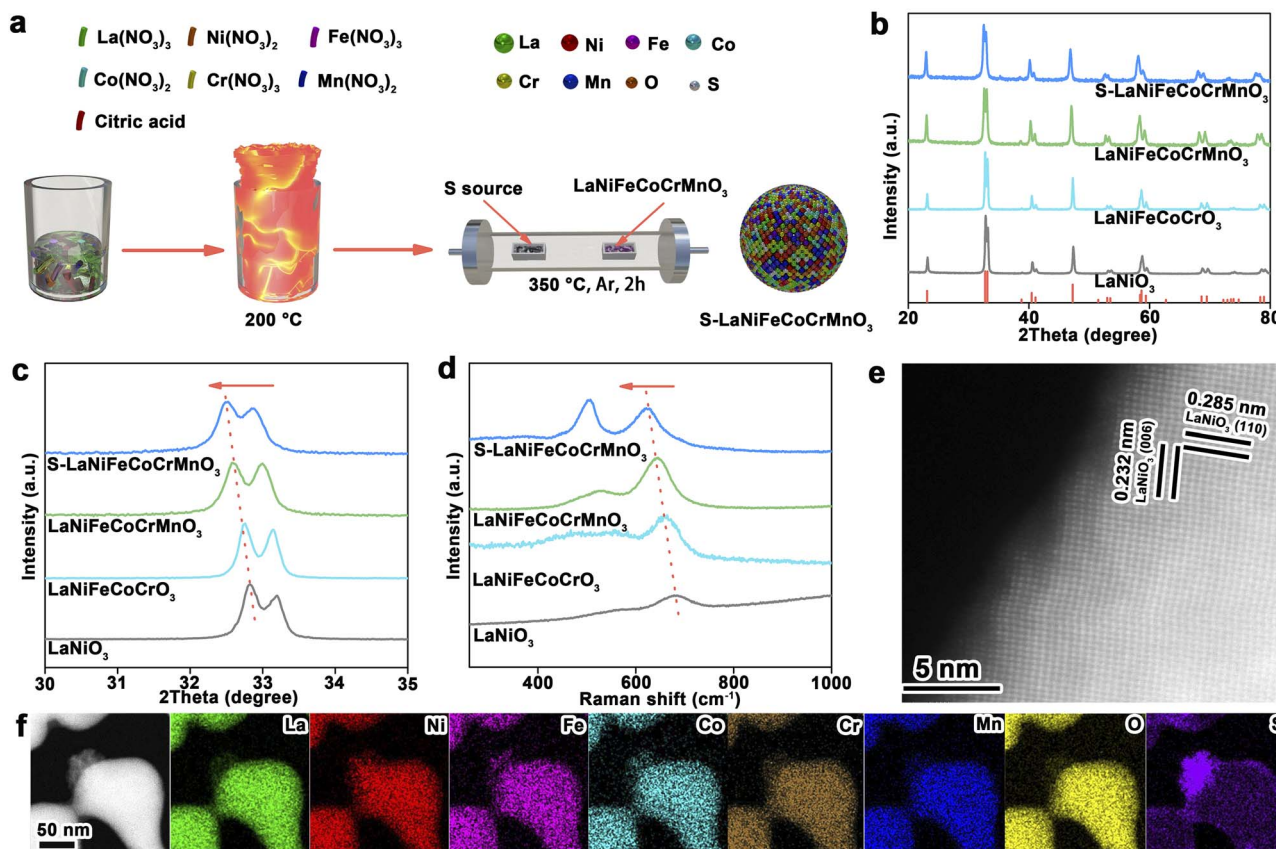 a
La(NO₃)₃
Ni(NO₃)₂
Fe(NO₃)₃
Co(NO₃)₂
Cr(NO₃)₃
Mn(NO₃)₂
Citric acid
La
Ni
Fe
Co
Cr
Mn
O
S
200 °C
S source
LaNiFeCoCrMnO₃
350 °C, Ar, 2h
S-LaNiFeCoCrMnO₃
b
Intensity (a.u.)
S-LaNiFeCoCrMnO₃
LaNiFeCoCrMnO₃
LaNiFeCoCrO₃
LaNiO₃
20 40 60 80
2Theta (degree)
c
Intensity (a.u.)
S-LaNiFeCoCrMnO₃
LaNiFeCoCrMnO₃
LaNiFeCoCrO₃
LaNiO₃
30 31 32 33 34 35
2Theta (degree)
d
Intensity (a.u.)
S-LaNiFeCoCrMnO₃
LaNiFeCoCrMnO₃
LaNiFeCoCrO₃
LaNiO₃
400 600 800 1000
Raman shift (cm⁻¹)
e
0.285 nm
LaNiO₃ (110)
0.232 nm
LaNiO₃ (006)
5 nm
f
50 nm
La
Ni
Fe
Co
Cr
Mn
O
S